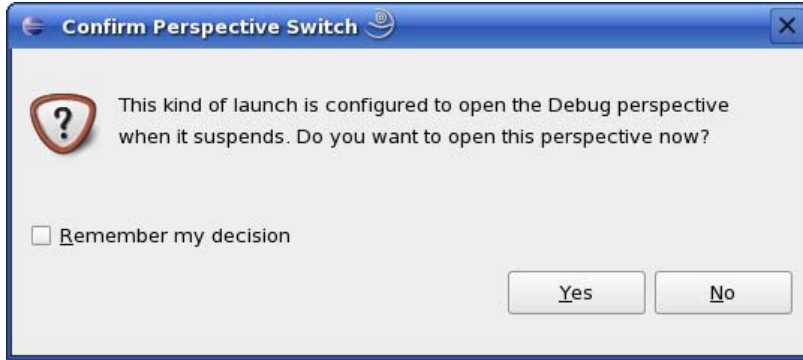 Confirm Perspective Switch
This kind of launch is configured to open the Debug perspective
when it suspends. Do you want to open this perspective now?
Remember my decision
Yes No